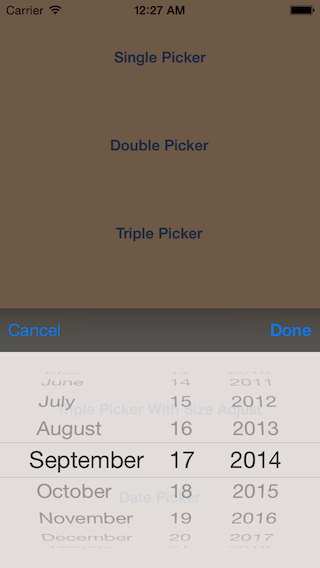 Carrier 12:27 AM
Single Picker
Double Picker
Triple Picker
Cancel Done
June 14 2011
July 15 2012
Triple Picker With Size Adjust
August 16 2013
September 17 2014
October 18 2015
Date Picker
November 19 2016
December 20 2017